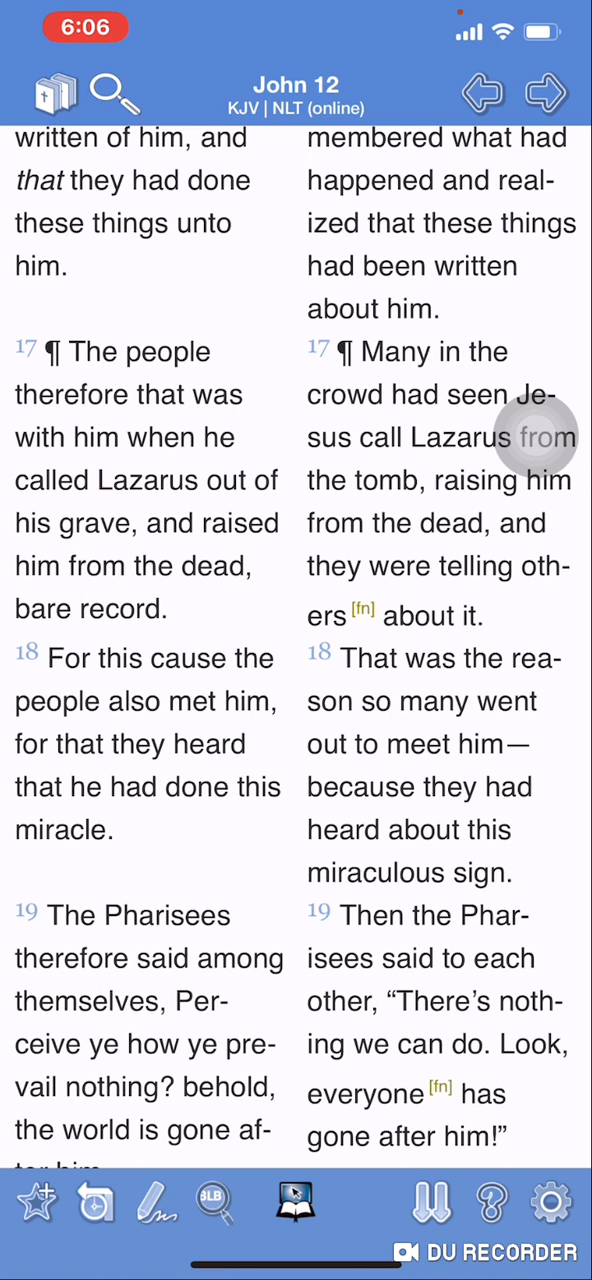 6:06
John 12
KJV | NLT (online)
written of him, and
that they had done
these things unto
him.
17 ¶ The people
therefore that was
with him when he
called Lazarus out of
his grave, and raised
him from the dead,
bare record.
18 For this cause the
people also met him,
for that they heard
that he had done this
miracle.
19 The Pharisees
therefore said among
themselves, Per-
ceive ye how ye pre-
vail nothing? behold,
the world is gone af-
ter him.
membered what had
happened and real-
ized that these things
had been written
about him.
17 ¶ Many in the
crowd had seen Je-
sus call Lazarus from
the tomb, raising him
from the dead, and
they were telling oth-
ers [fn] about it.
18 That was the rea-
son so many went
out to meet him—
because they had
heard about this
miraculous sign.
19 Then the Phar-
isees said to each
other, “There’s noth-
ing we can do. Look,
everyone [fn] has
gone after him!”
BLB
DU RECORDER